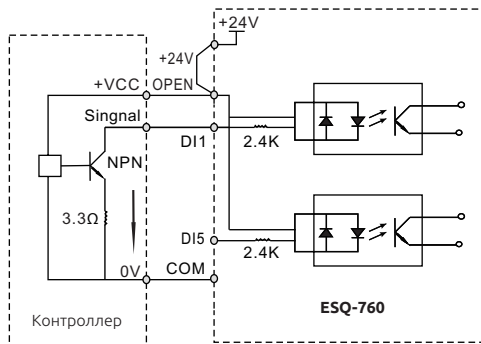 +24V
+24V
+VCC
OPEN
Singnal
DI1
2.4K
NPN
3.3Ω
DI5
2.4K
0V
COM
ESQ-760
Контроллер